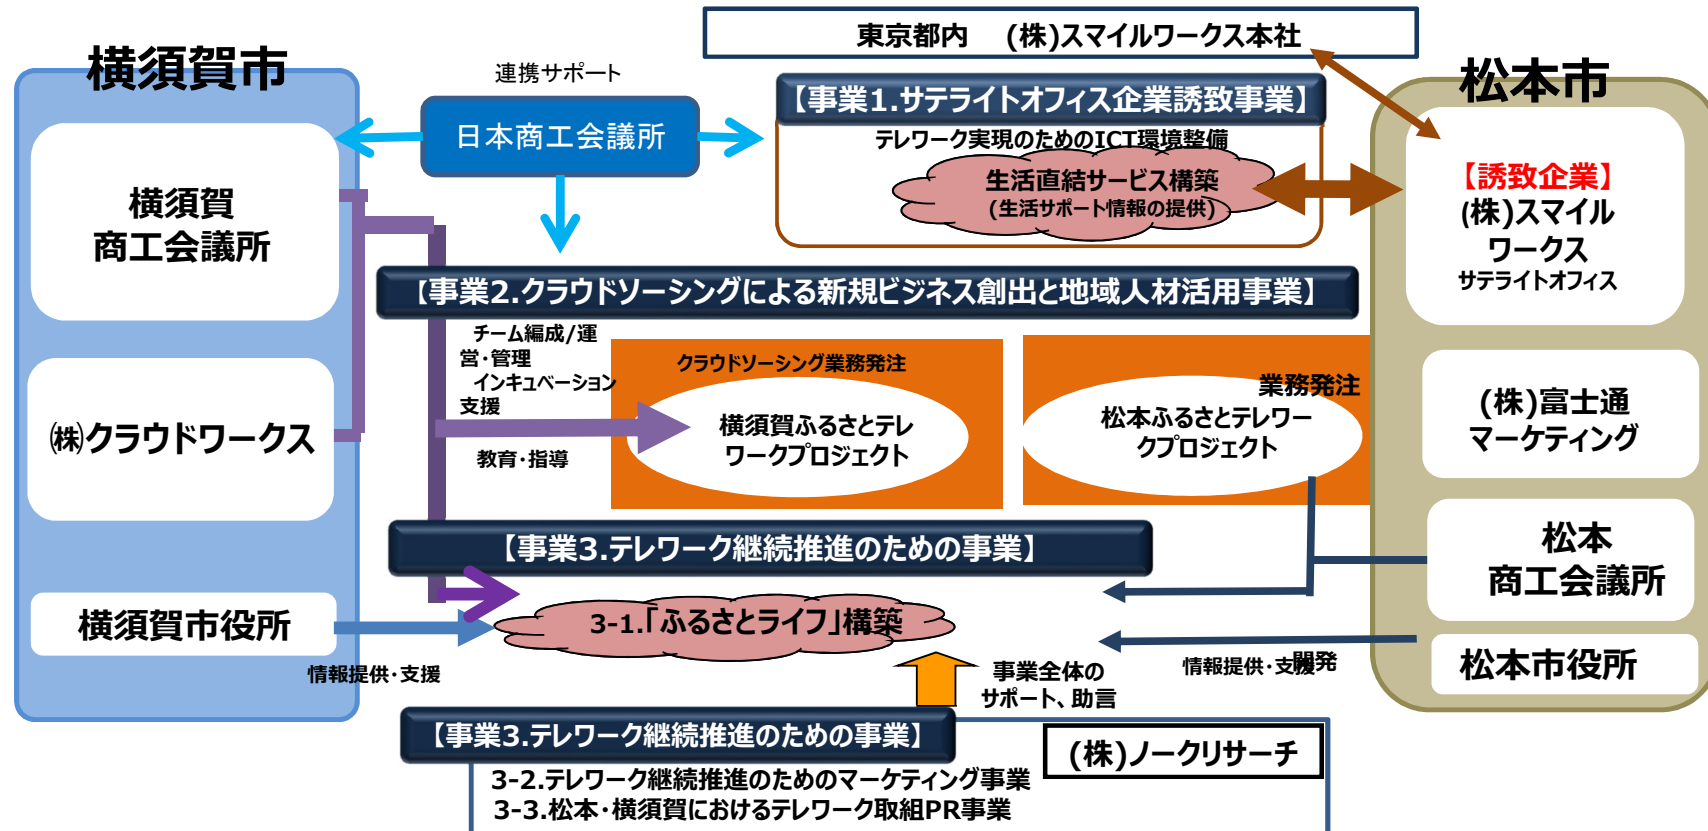 東京都内　(株)スマイルワークス本社
横須賀市
連携サポート
日本商工会議所
【事業1.サテライトオフィス企業誘致事業】
テレワーク実現のためのICT環境整備
生活直結サービス構築
(生活サポート情報の提供)
松本市
【誘致企業】
(株)スマイル
ワークス
サテライトオフィス
横須賀
商工会議所
【事業2.クラウドソーシングによる新規ビジネス創出と地域人材活用事業】
チーム編成/運
営・管理
インキュベーション
支援
教育・指導
クラウドソーシング業務発注
横須賀ふるさとテレ
ワークプロジェクト
業務発注
松本ふるさとテレワー
クプロジェクト
(株)富士通
マーケティング
㈱クラウドワークス
【事業3.テレワーク継続推進のための事業】
松本
商工会議所
横須賀市役所
3-1.「ふるさとライフ」構築
情報提供・支援
事業全体の
サポート、助言
情報提供・支援
開発
松本市役所
【事業3.テレワーク継続推進のための事業】
(株)ノークリサーチ
3-2.テレワーク継続推進のためのマーケティング事業
3-3.松本・横須賀におけるテレワーク取組PR事業